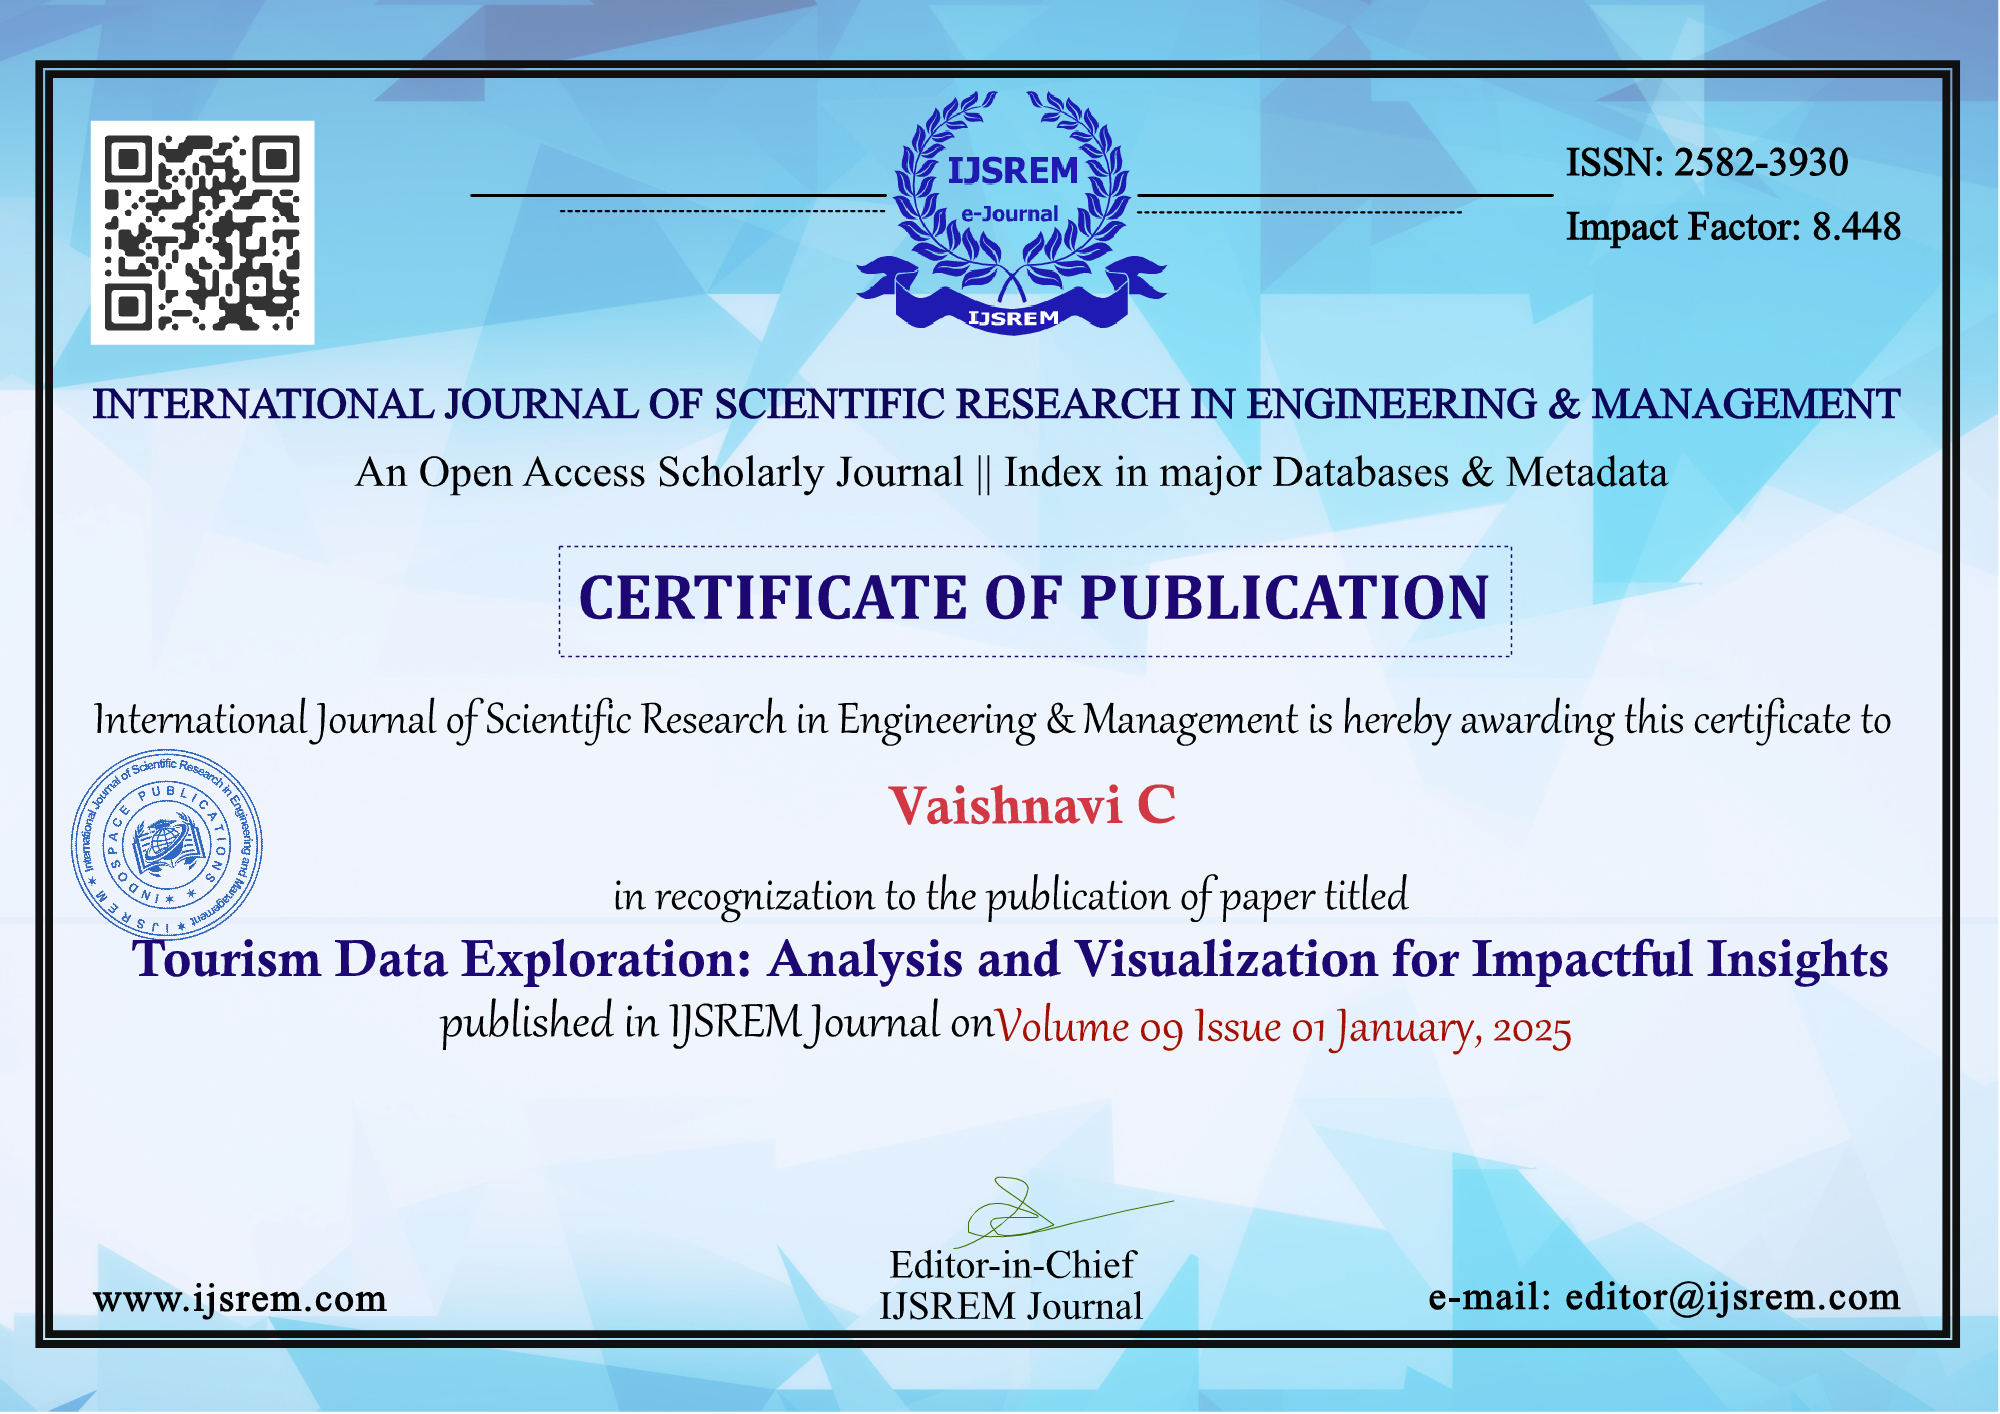 IJSREM
e-Journal
IJSREM
ISSN: 2582-3930
Impact Factor: 8.448
INTERNATIONAL JOURNAL OF SCIENTIFIC RESEARCH IN ENGINEERING & MANAGEMENT
An Open Access Scholarly Journal || Index in major Databases & Metadata
CERTIFICATE OF PUBLICATION
International Journal of Scientific Research in Engineering & Management is hereby awarding this certificate to
International Journal of Scientific Research in Engineering and Management ★ IJSREM ★
INDOSPACE PUBLICATIONS ★ ★
Vaishnavi C
in recognization to the publication of paper titled
Tourism Data Exploration: Analysis and Visualization for Impactful Insights
published in IJSREM Journal on Volume 09 Issue 01 January, 2025
Editor-in-Chief
IJSREM Journal
www.ijsrem.com
e-mail: editor@ijsrem.com